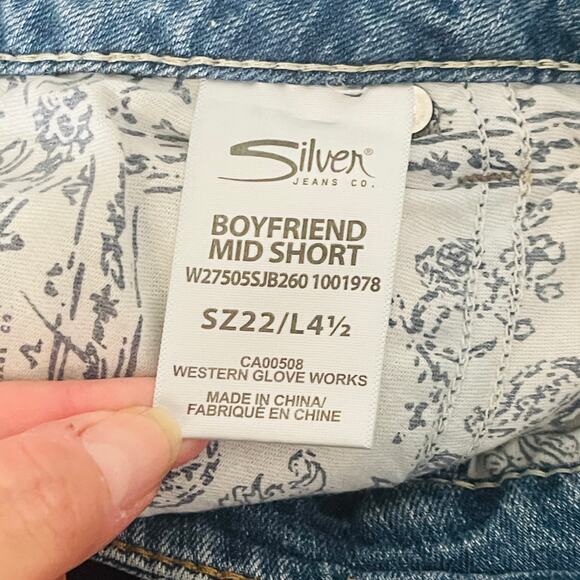 Silver®
JEANS CO.
BOYFRIEND
MID SHORT
W27505SJB260 1001978
SZ22/L4½
CA00508
WESTERN GLOVE WORKS
MADE IN CHINA/
FABRIQUÉ EN CHINE